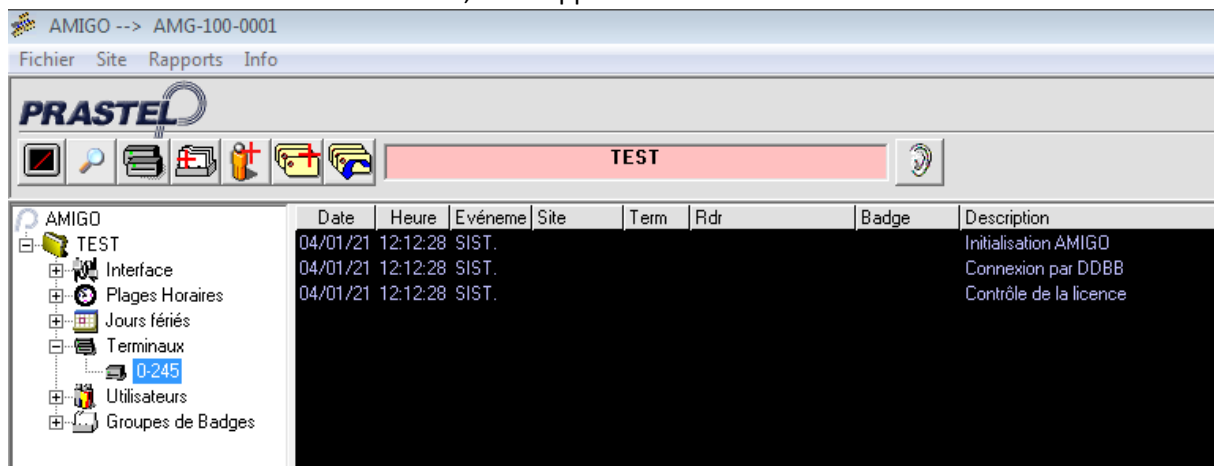 AMIGO --> AMG-100-0001
Fichier Site Rapports Info
PRASTEL
TEST
AMIGO
TEST
Interface
Plages Horaires
Jours fériés
Terminaux
0-245
Utilisateurs
Groupes de Badges
Date Heure Evéneme Site Term Rdr Badge Description
04/01/21 12:12:28 SIST. Initialisation AMIGO
04/01/21 12:12:28 SIST. Connexion par DDBB
04/01/21 12:12:28 SIST. Contrôle de la licence